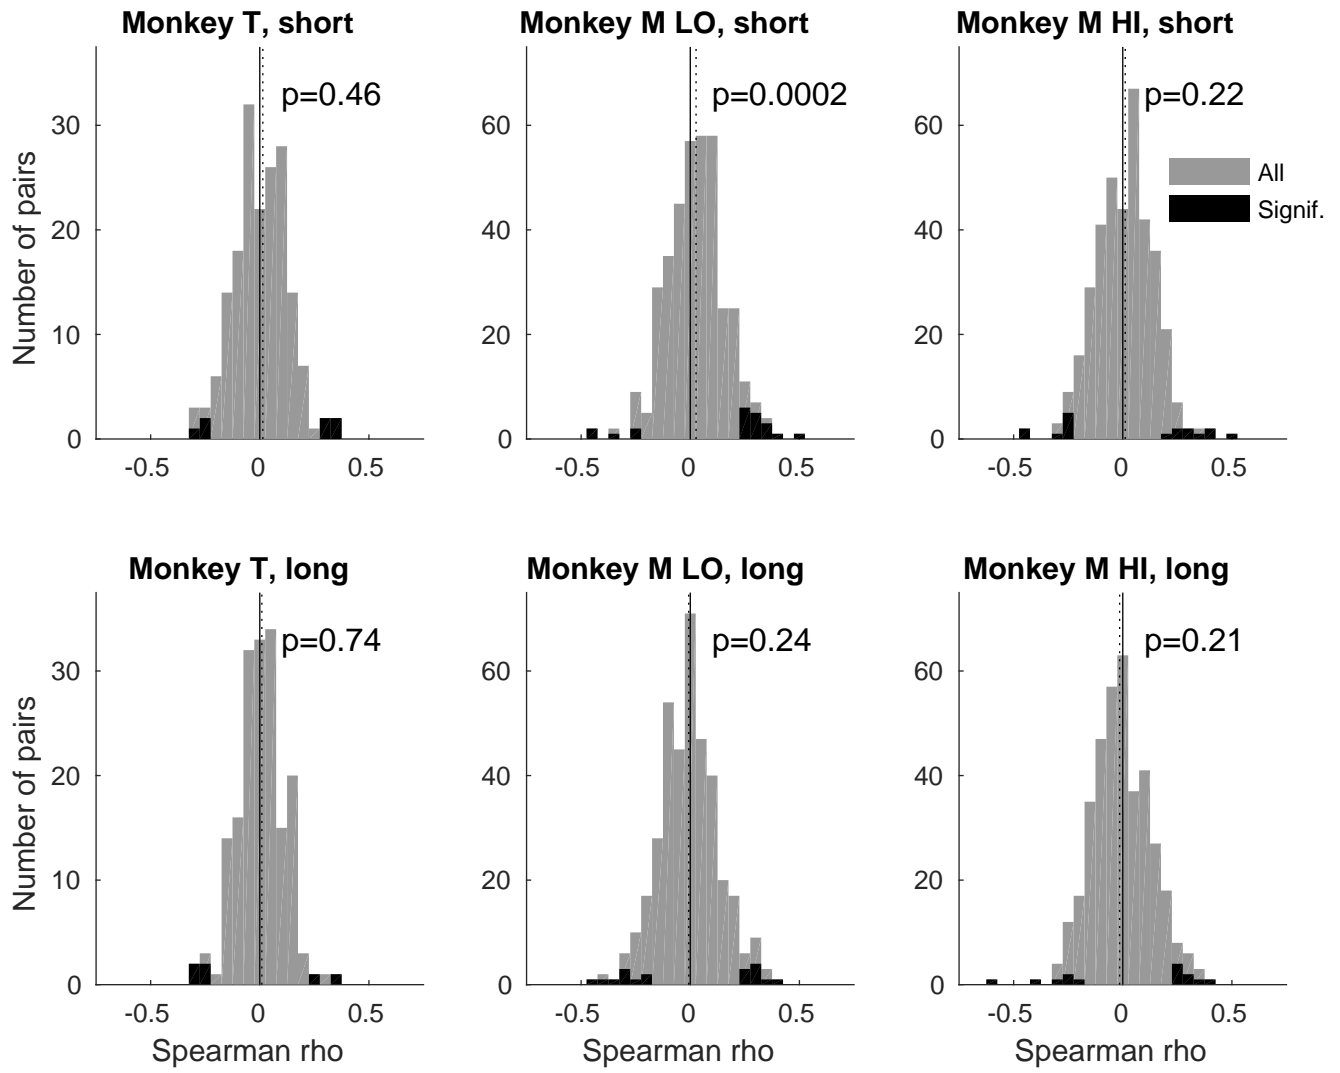 Monkey T, short
Monkey M LO, short
Monkey M HI, short
p=0.46
p=0.0002
p=0.22
All
Signif.
Number of pairs
30
20
10
0
60
40
20
0
60
40
20
0
-0.5 0 0.5
-0.5 0 0.5
-0.5 0 0.5
Monkey T, long
Monkey M LO, long
Monkey M HI, long
p=0.74
p=0.24
p=0.21
Number of pairs
30
20
10
0
60
40
20
0
60
40
20
0
-0.5 0 0.5
-0.5 0 0.5
-0.5 0 0.5
Spearman rho
Spearman rho
Spearman rho